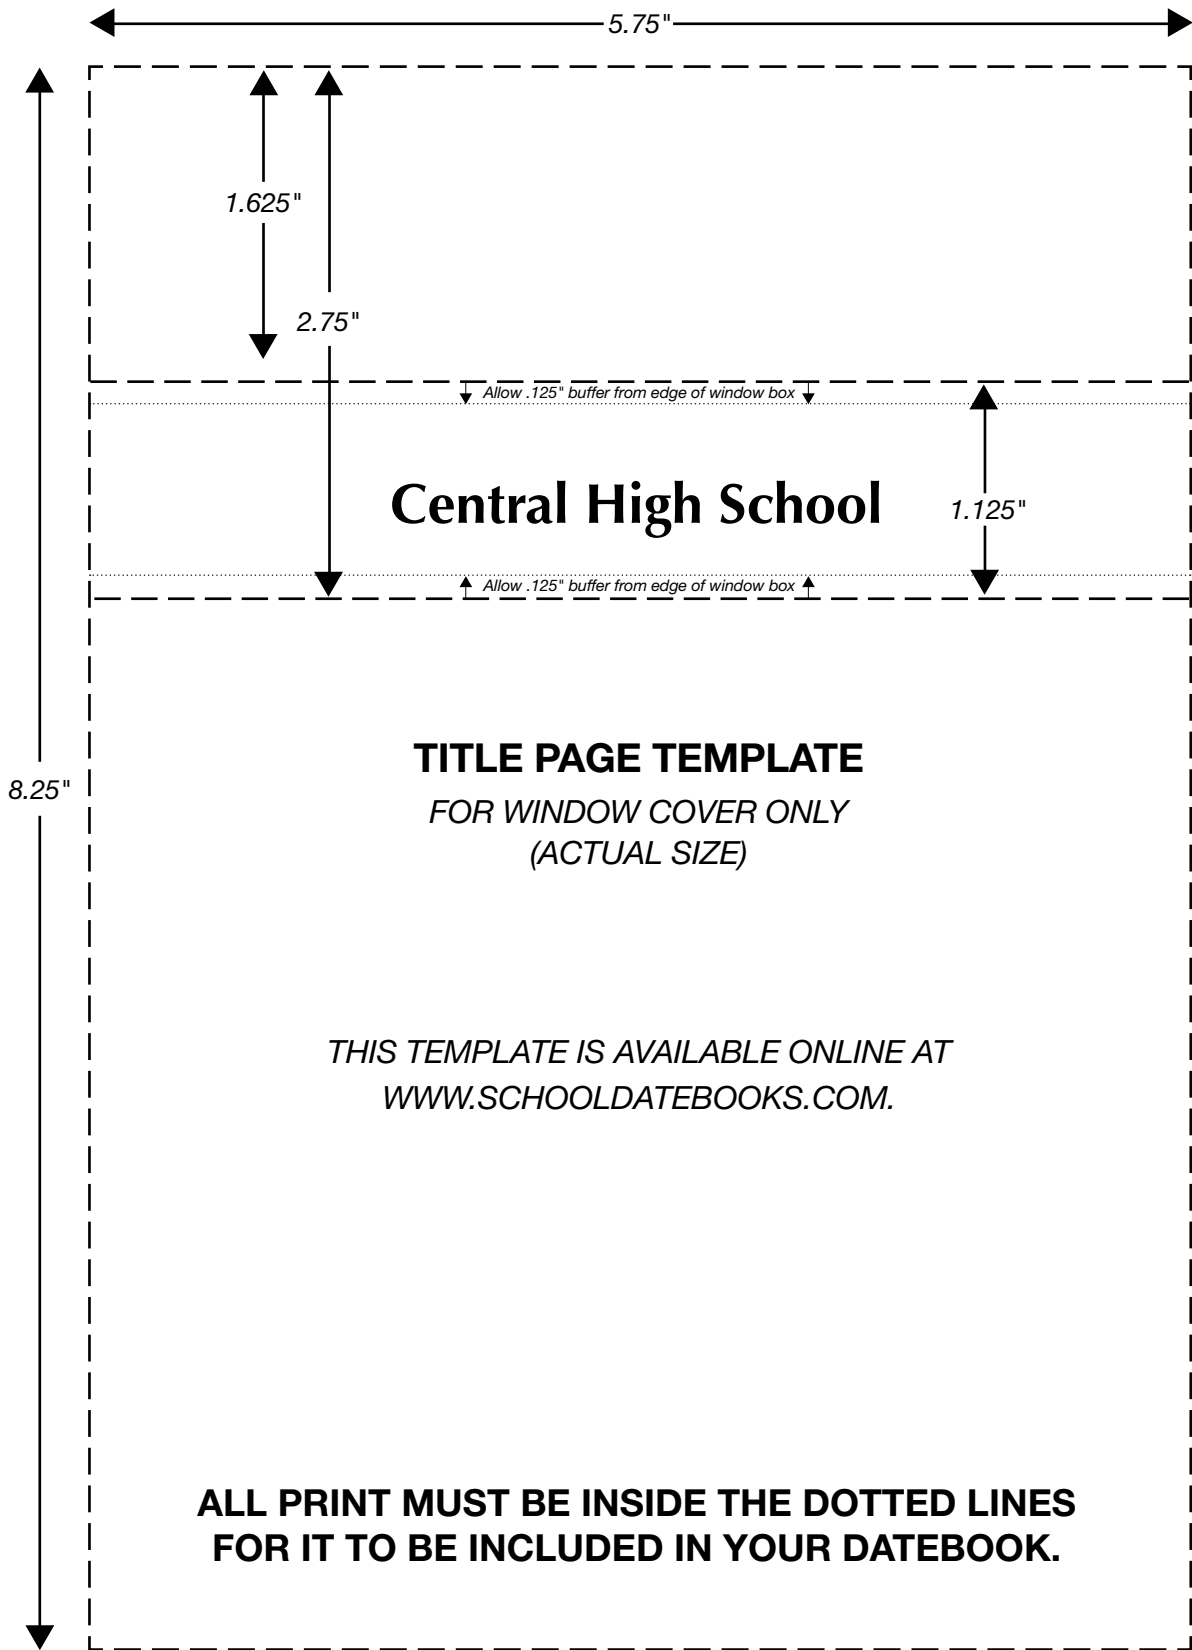 5.75"
1.625"
2.75"
Allow .125" buffer from edge of window box
Central High School
1.125"
Allow .125" buffer from edge of window box
TITLE PAGE TEMPLATE
8.25"
FOR WINDOW COVER ONLY
(ACTUAL SIZE)
THIS TEMPLATE IS AVAILABLE ONLINE AT
WWW.SCHOOLDATEBOOKS.COM.
ALL PRINT MUST BE INSIDE THE DOTTED LINES
FOR IT TO BE INCLUDED IN YOUR DATEBOOK.